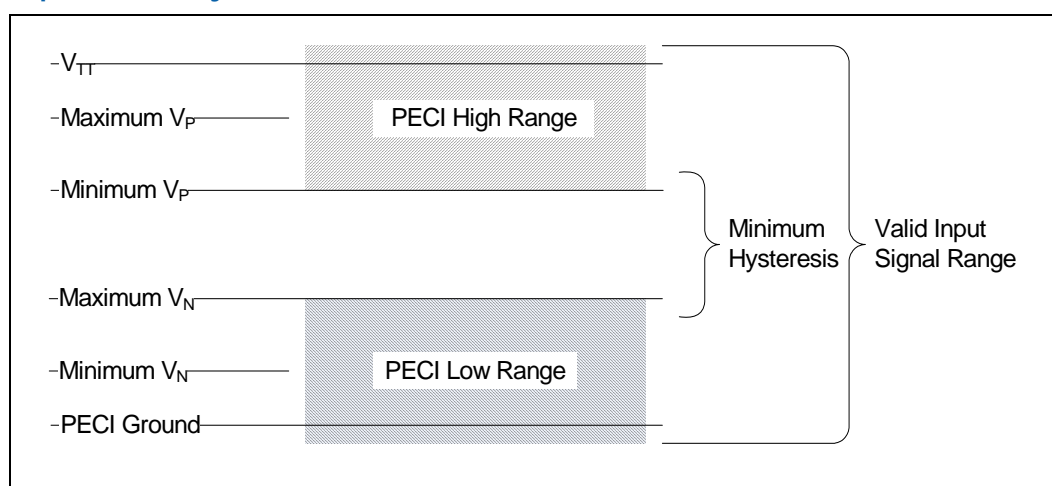 V_TT
Maximum V_P
PECI High Range
Minimum V_P
Minimum
Hysteresis
Valid Input
Signal Range
Maximum V_N
Minimum V_N
PECI Low Range
PECI Ground